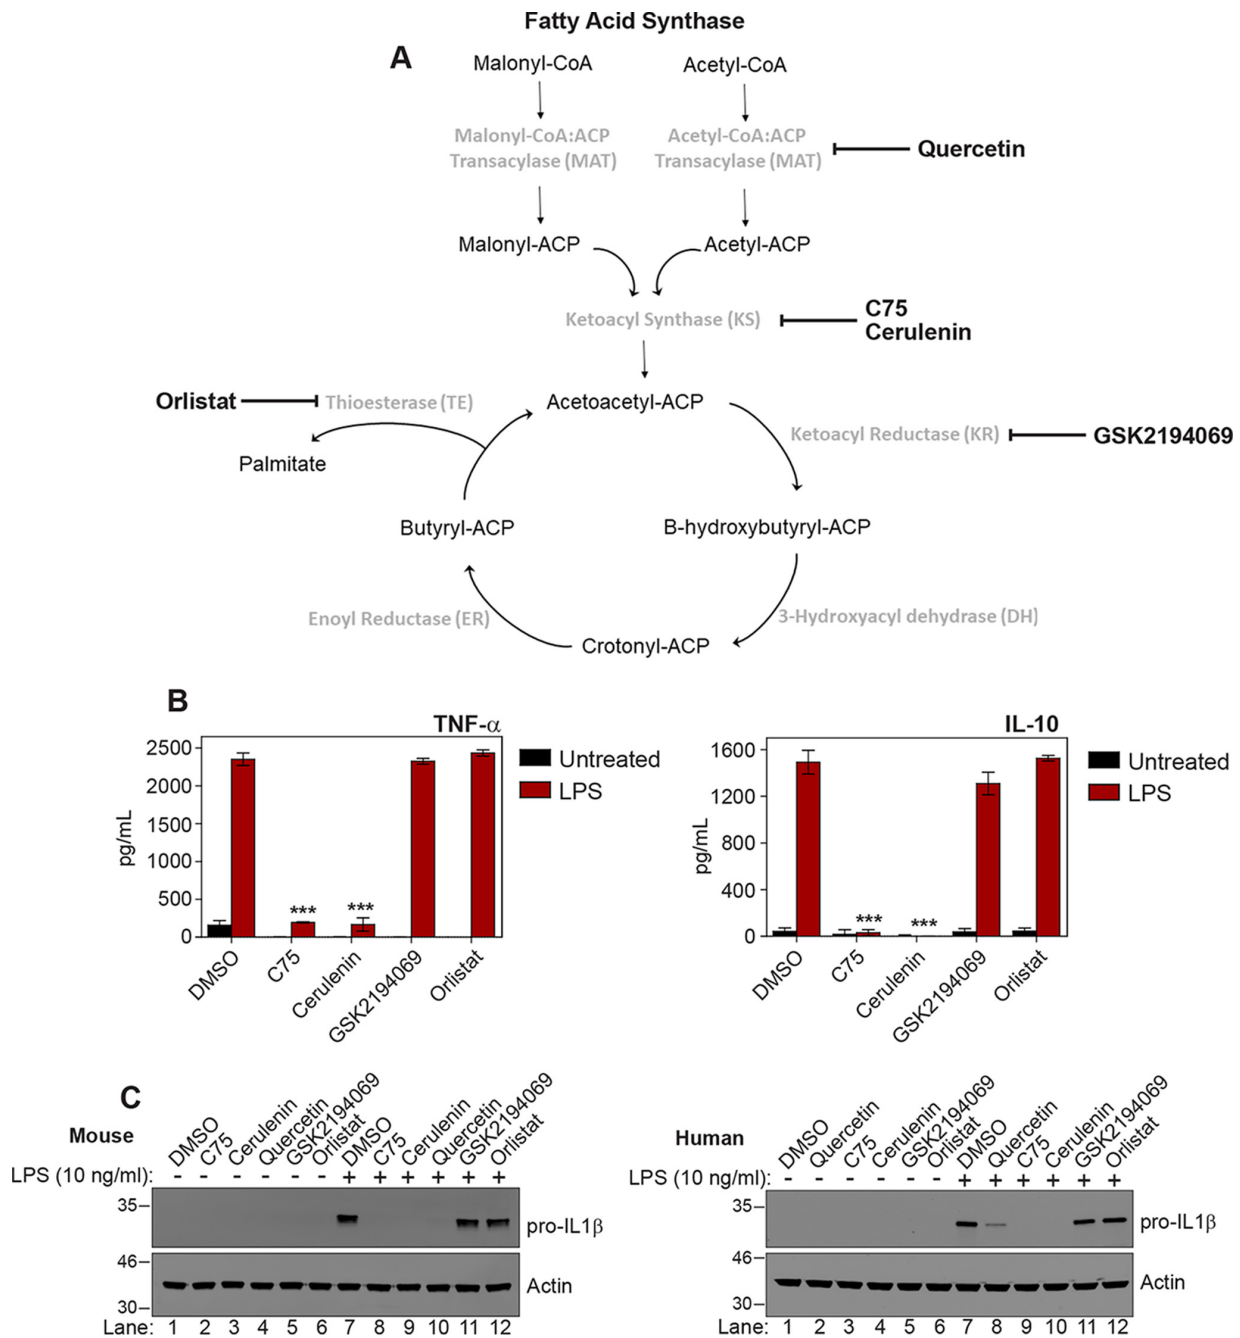 Fatty Acid Synthase
A
Malonyl-CoA
Acetyl-CoA
Malonyl-CoA:ACP
Transacylase (MAT)
Acetyl-CoA:ACP
Transacylase (MAT)
Quercetin
Malonyl-ACP
Acetyl-ACP
Ketoacyl Synthase (KS)
C75
Cerulenin
Orlistat
Thioesterase (TE)
Acetoacetyl-ACP
Ketoacyl Reductase (KR)
GSK2194069
Palmitate
Butyryl-ACP
B-hydroxybutyryl-ACP
Enoyl Reductase (ER)
3-Hydroxyacyl dehydrase (DH)
Crotonyl-ACP
B
TNF-α
2500
2000
1500
1000
500
0
pg/mL
***
***
DMSO
C75
Cerulenin
GSK2194069
Orlistat
Untreated
LPS
IL-10
1600
1200
800
400
0
pg/mL
***
***
DMSO
C75
Cerulenin
GSK2194069
Orlistat
Untreated
LPS
C
Mouse
DMSO
C75
Cerulenin
Quercetin
GSK2194069
Orlistat
DMSO
C75
Cerulenin
Quercetin
GSK2194069
Orlistat
LPS (10 ng/ml): - - - - - - + + + + + +
35
pro-IL1β
46
Actin
30
Lane: 1 2 3 4 5 6 7 8 9 10 11 12
Human
DMSO
Quercetin
C75
Cerulenin
GSK2194069
Orlistat
DMSO
Quercetin
C75
Cerulenin
GSK2194069
Orlistat
LPS (10 ng/ml): - - - - - - + + + + + +
35
pro-IL1β
46
Actin
30
Lane: 1 2 3 4 5 6 7 8 9 10 11 12